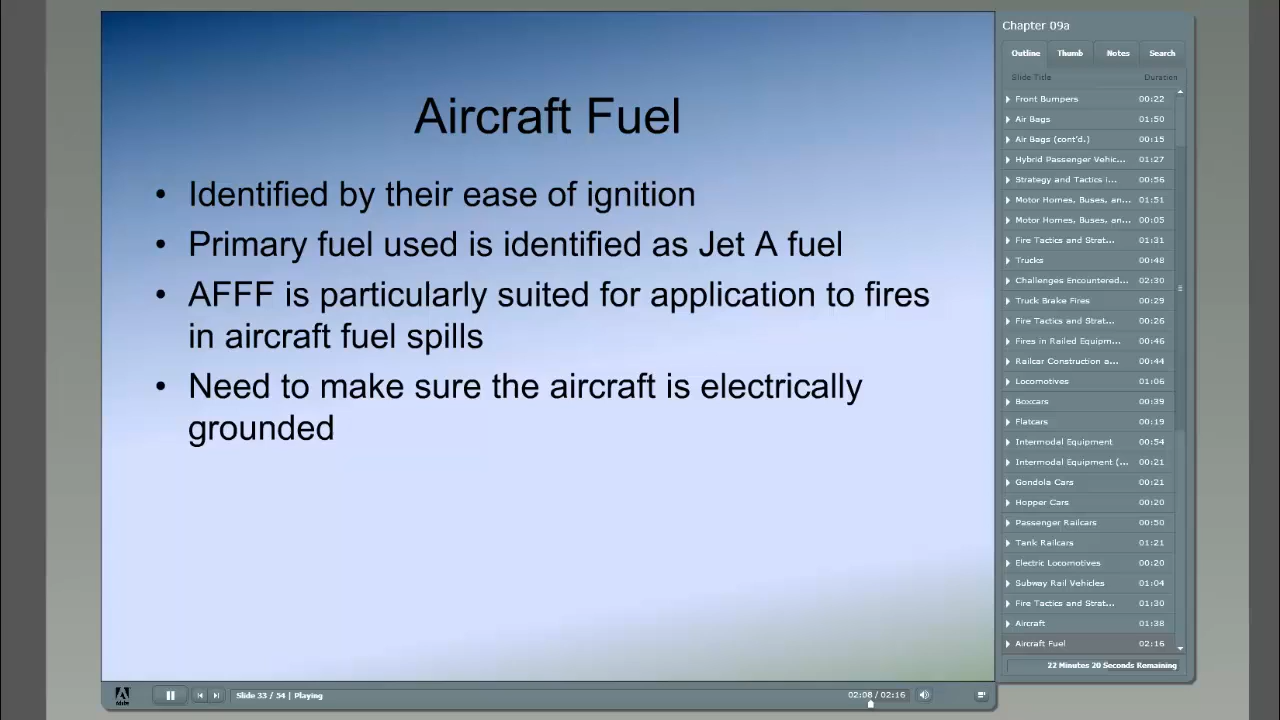 Aircraft Fuel
• Identified by their ease of ignition
• Primary fuel used is identified as Jet A fuel
• AFFF is particularly suited for application to fires
in aircraft fuel spills
• Need to make sure the aircraft is electrically
grounded
Chapter 09a
Outline Thumb Notes Search
Slide Title Duration
Front Bumpers 00:22
Air Bags 01:50
Air Bags (cont'd.) 00:15
Hybrid Passenger Vehic... 01:27
Strategy and Tactics i... 00:56
Motor Homes, Buses, an... 01:51
Motor Homes, Buses, an... 00:05
Fire Tactics and Strat... 01:31
Trucks 00:48
Challenges Encountered... 02:30
Truck Brake Fires 00:29
Fire Tactics and Strat... 00:26
Fires in Railed Equipm... 00:46
Railcar Construction a... 00:44
Locomotives 01:06
Boxcars 00:39
Flatcars 00:19
Intermodal Equipment 00:54
Intermodal Equipment (... 00:21
Gondola Cars 00:21
Hopper Cars 00:20
Passenger Railcars 00:50
Tank Railcars 01:21
Electric Locomotives 00:20
Subway Rail Vehicles 01:04
Fire Tactics and Strat... 01:30
Aircraft 01:38
Aircraft Fuel 02:16
22 Minutes 20 Seconds Remaining
Adobe
Slide 33 / 54 | Playing
02:08 / 02:16